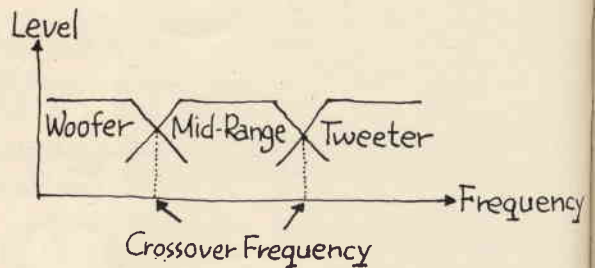 Level
Woofer Mid-Range Tweeter
Frequency
Crossover Frequency